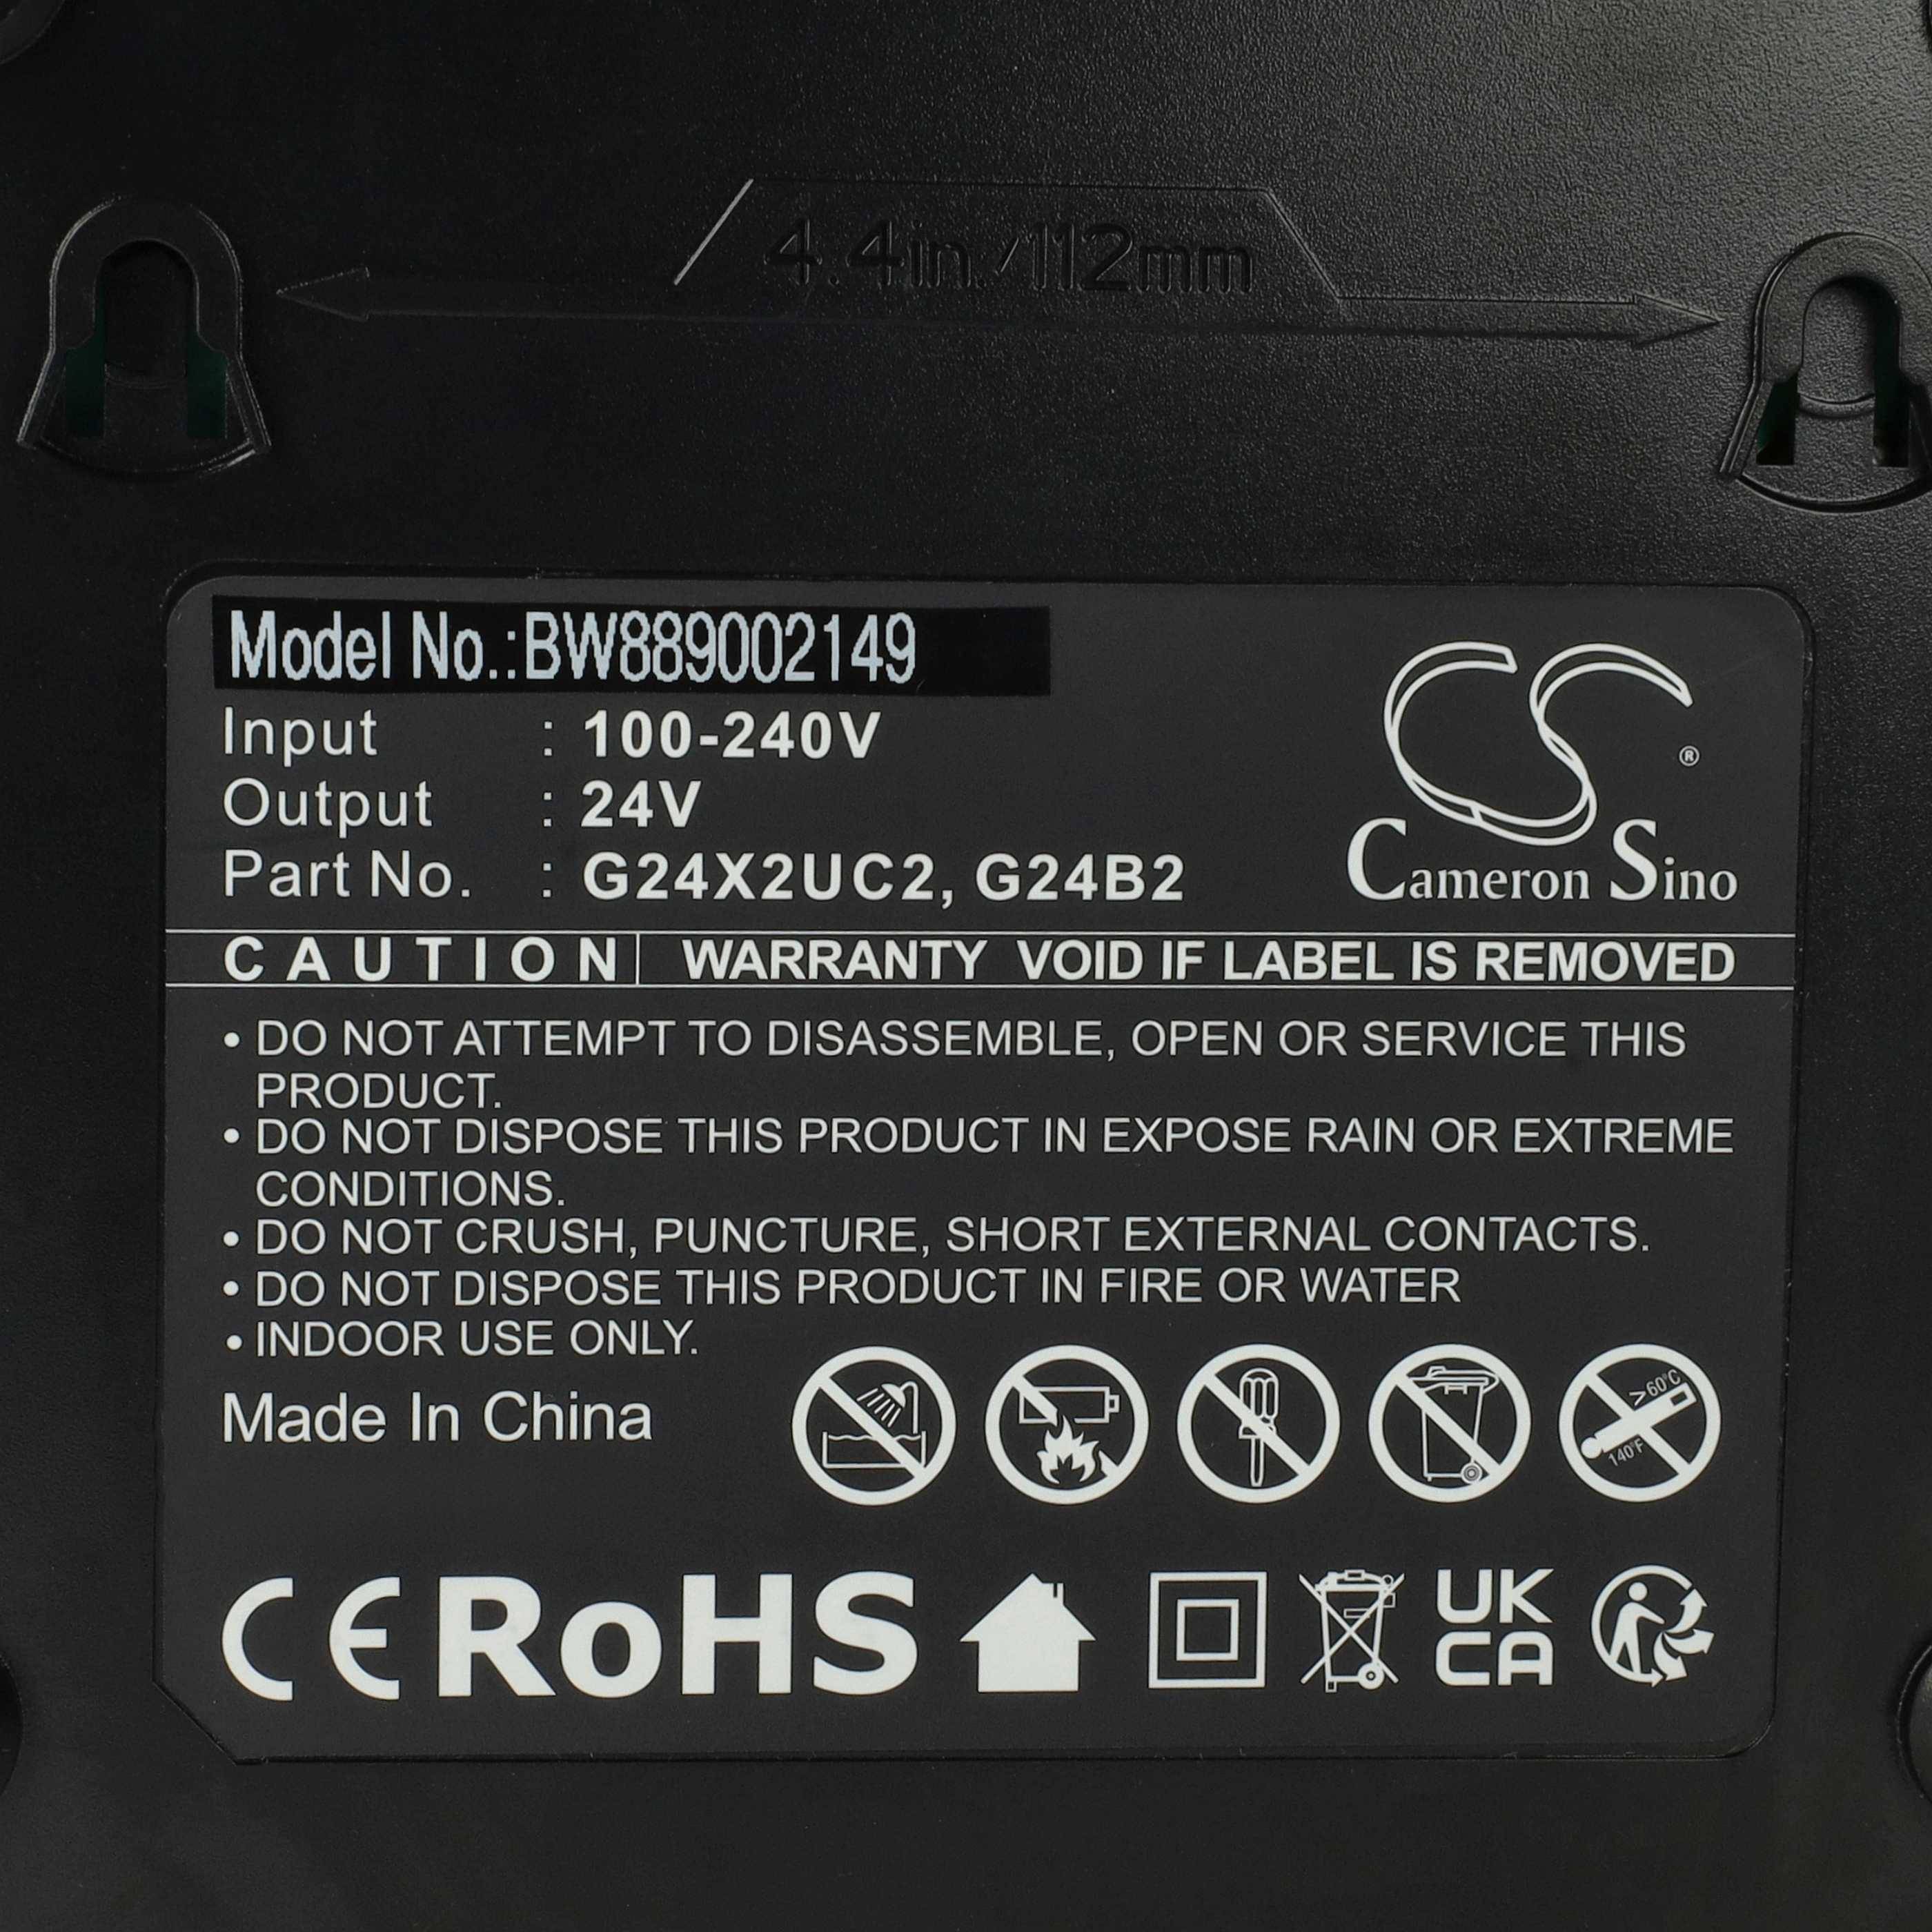 4.4in./112mm
Model No.:BW889002149
Input : 100-240V
Output : 24V
Part No. : G24X2UC2, G24B2
CS ®
Cameron Sino
CAUTION WARRANTY VOID IF LABEL IS REMOVED
• DO NOT ATTEMPT TO DISASSEMBLE, OPEN OR SERVICE THIS
PRODUCT.
• DO NOT DISPOSE THIS PRODUCT IN EXPOSE RAIN OR EXTREME
CONDITIONS.
• DO NOT CRUSH, PUNCTURE, SHORT EXTERNAL CONTACTS.
• DO NOT DISPOSE THIS PRODUCT IN FIRE OR WATER
• INDOOR USE ONLY.
Made In China
>60°C
140°F
CE RoHS
UK
CA